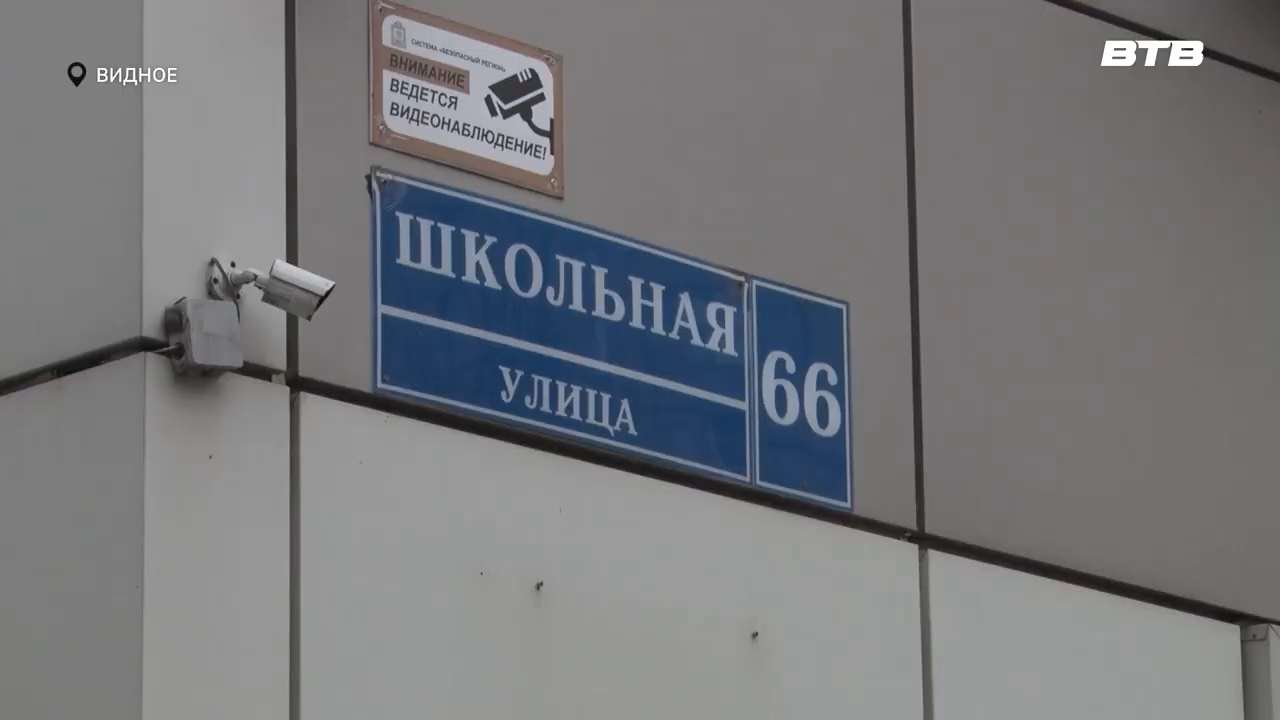 ВИДНОЕ
ВТВ
СИСТЕМА «БЕЗОПАСНЫЙ РЕГИОН»
ВНИМАНИЕ
ВЕДЕТСЯ
ВИДЕОНАБЛЮДЕНИЕ!
ШКОЛЬНАЯ
УЛИЦА
66